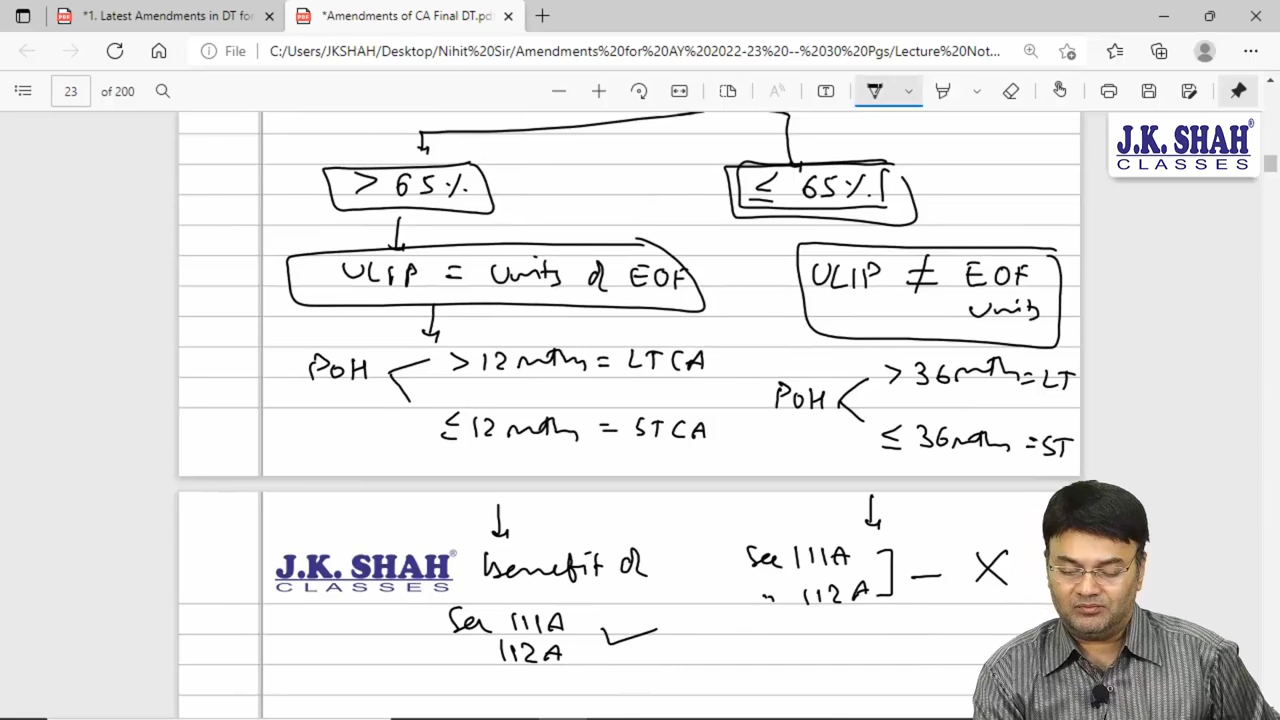 *1. Latest Amendments in DT for
*Amendments of CA Final DT.pd
File
C:/Users/JKSHAH/Desktop/Nihit%20Sir/Amendments%20for%20AY%202022-23%20--%2030%20Pgs/Lecture%20Not...
23 of 200
J.K. SHAH®
CLASSES
> 65%
≤ 65%
ULIP = Units of EOF
ULIP ≠ EOF
Units
POH
> 12 mths = LTCA
≤ 12 mths = STCA
POH
> 36 mths = LT
≤ 36 mths = ST
J.K. SHAH®
CLASSES
benefit of
Sec 111A
112A
Sec 111A
" 112A ] — X